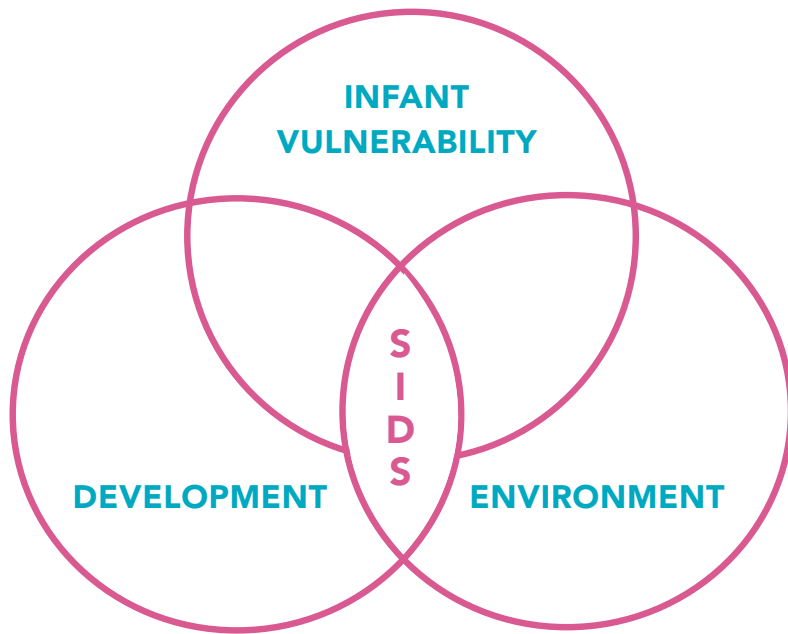 INFANT
VULNERABILITY
S
I
D
S
DEVELOPMENT
ENVIRONMENT